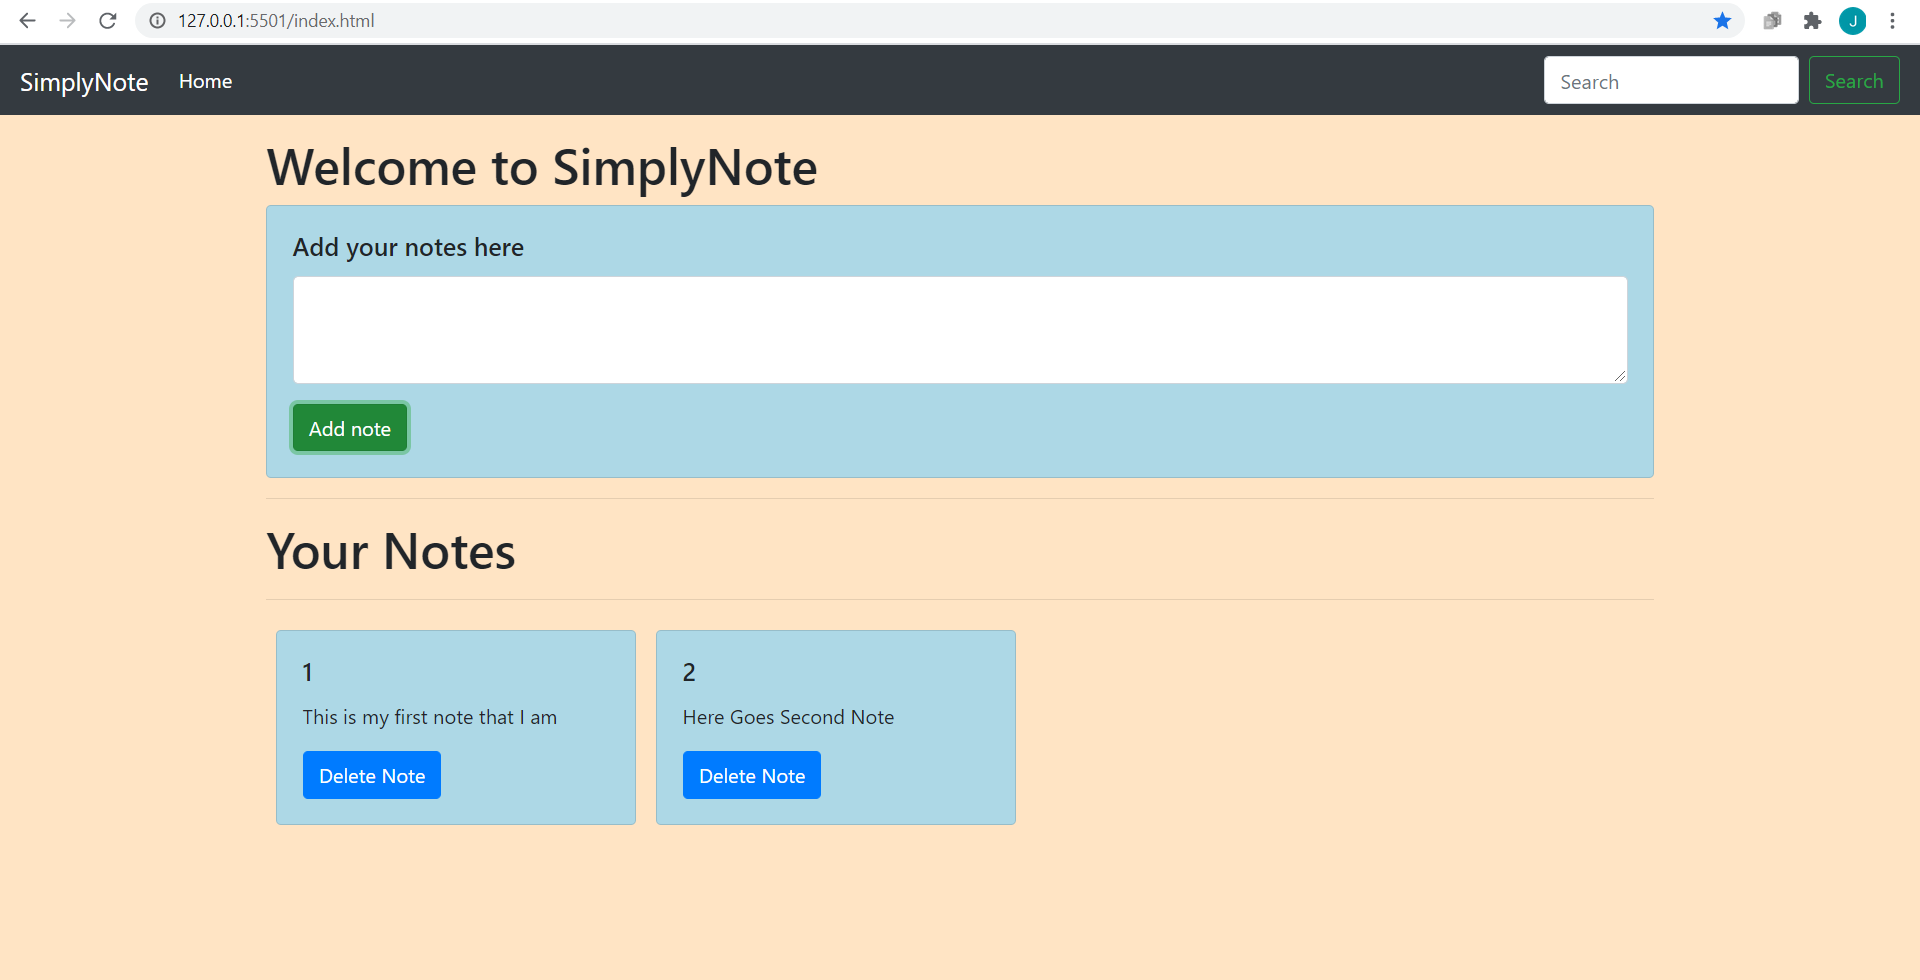 127.0.0.1:5501/index.html
J
SimplyNote Home Search Search
Welcome to SimplyNote
Add your notes here
Add note
Your Notes
1
This is my first note that I am
Delete Note
2
Here Goes Second Note
Delete Note